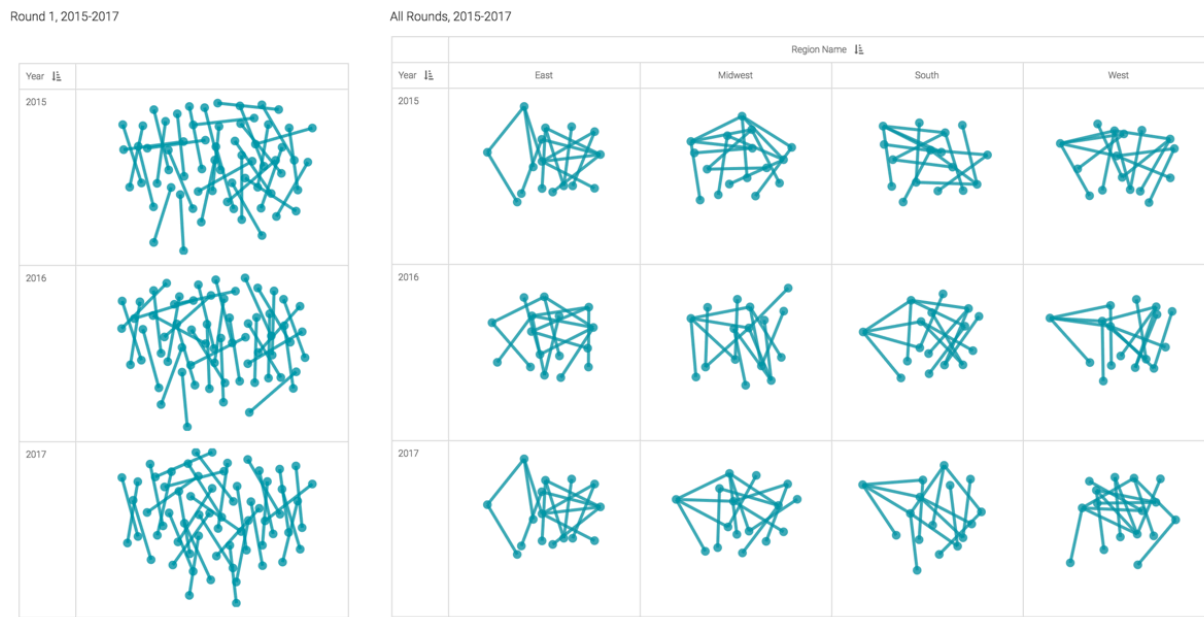 Round 1, 2015-2017
Year
2015
2016
2017
All Rounds, 2015-2017
Region Name
Year
East
Midwest
South
West
2015
2016
2017